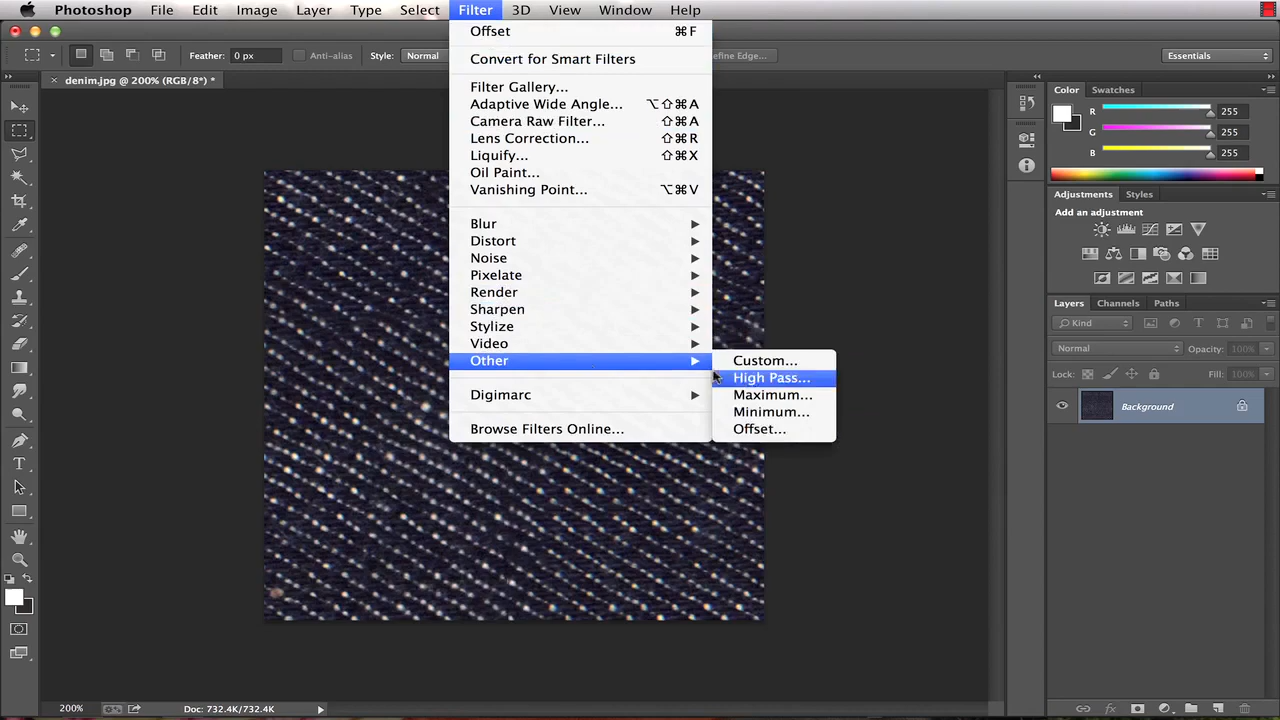 Photoshop File Edit Image Layer Type Select Filter 3D View Window Help
Feather: 0 px Anti-alias Style: Normal Refine Edge... Essentials
× denim.jpg @ 200% (RGB/8*) *
Offset ⌘F
Convert for Smart Filters
Filter Gallery...
Adaptive Wide Angle... ⌥⇧⌘A
Camera Raw Filter... ⇧⌘A
Lens Correction... ⇧⌘R
Liquify... ⇧⌘X
Oil Paint...
Vanishing Point... ⌥⌘V
Blur
Distort
Noise
Pixelate
Render
Sharpen
Stylize
Video
Other
Digimarc
Browse Filters Online...
Custom...
High Pass...
Maximum...
Minimum...
Offset...
Color Swatches
R 255
G 255
B 255
Adjustments Styles
Add an adjustment
Layers Channels Paths
Kind
Normal Opacity: 100%
Lock: Fill: 100%
Background
200% Doc: 732.4K/732.4K